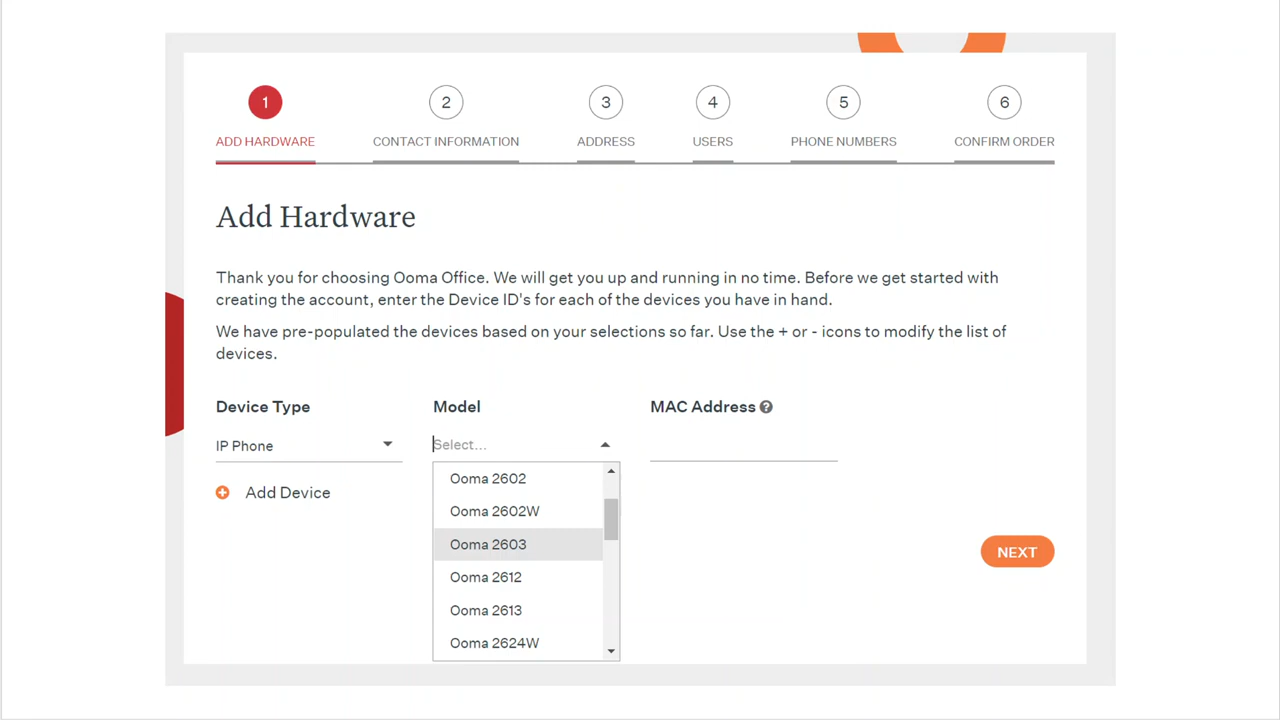 1
2
3
4
5
6
ADD HARDWARE
CONTACT INFORMATION
ADDRESS
USERS
PHONE NUMBERS
CONFIRM ORDER
Add Hardware
Thank you for choosing Ooma Office. We will get you up and running in no time. Before we get started with
creating the account, enter the Device ID's for each of the devices you have in hand.
We have pre-populated the devices based on your selections so far. Use the + or - icons to modify the list of
devices.
Device Type
Model
MAC Address ?
IP Phone
Select...
Add Device
Ooma 2602
Ooma 2602W
Ooma 2603
Ooma 2612
Ooma 2613
Ooma 2624W
NEXT